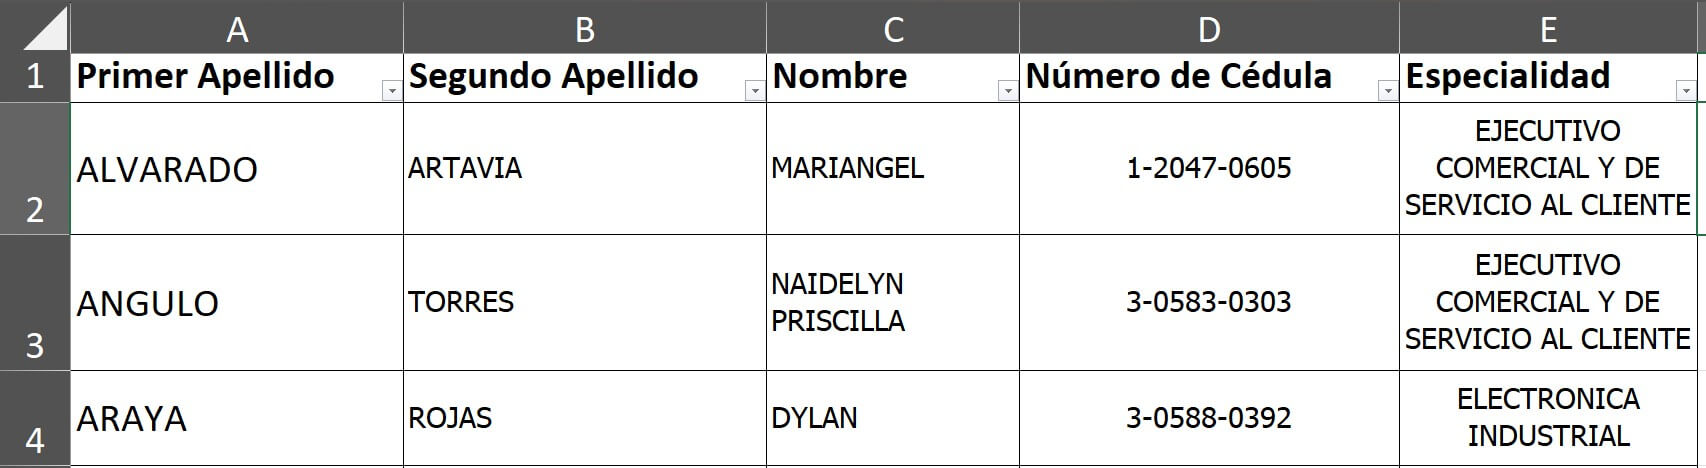 A B C D E
1 Primer Apellido Segundo Apellido Nombre Número de Cédula Especialidad
2 ALVARADO ARTAVIA MARIANGEL 1-2047-0605 EJECUTIVO
COMERCIAL Y DE
SERVICIO AL CLIENTE
3 ANGULO TORRES NAIDELYN
PRISCILLA 3-0583-0303 EJECUTIVO
COMERCIAL Y DE
SERVICIO AL CLIENTE
4 ARAYA ROJAS DYLAN 3-0588-0392 ELECTRONICA
INDUSTRIAL